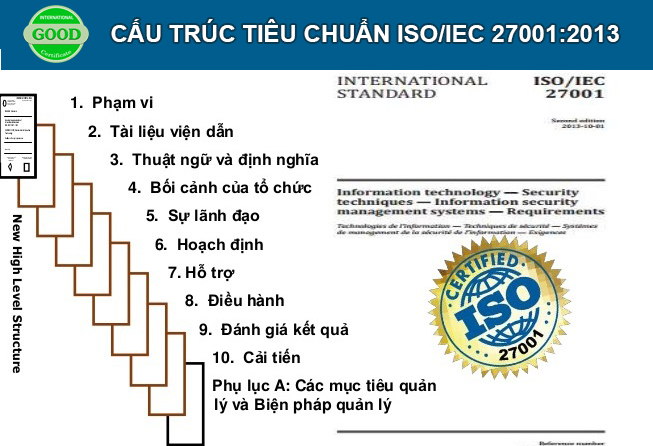 INTERNATIONAL
GOOD
Certificate
CẤU TRÚC TIÊU CHUẨN ISO/IEC 27001:2013
1. Phạm vi
2. Tài liệu viện dẫn
3. Thuật ngữ và định nghĩa
4. Bối cảnh của tổ chức
5. Sự lãnh đạo
6. Hoạch định
7. Hỗ trợ
8. Điều hành
9. Đánh giá kết quả
10. Cải tiến
Phụ lục A: Các mục tiêu quản
lý và Biện pháp quản lý
New High Level Structure
INTERNATIONAL
STANDARD
ISO/IEC
27001
Second edition
2013-10-01
Information technology — Security
techniques — Information security
management systems — Requirements
Technologies de l'information — Techniques de sécurité — Systèmes
de management de la sécurité de l'information — Exigences
CERTIFIED
ISO
27001
Reference number